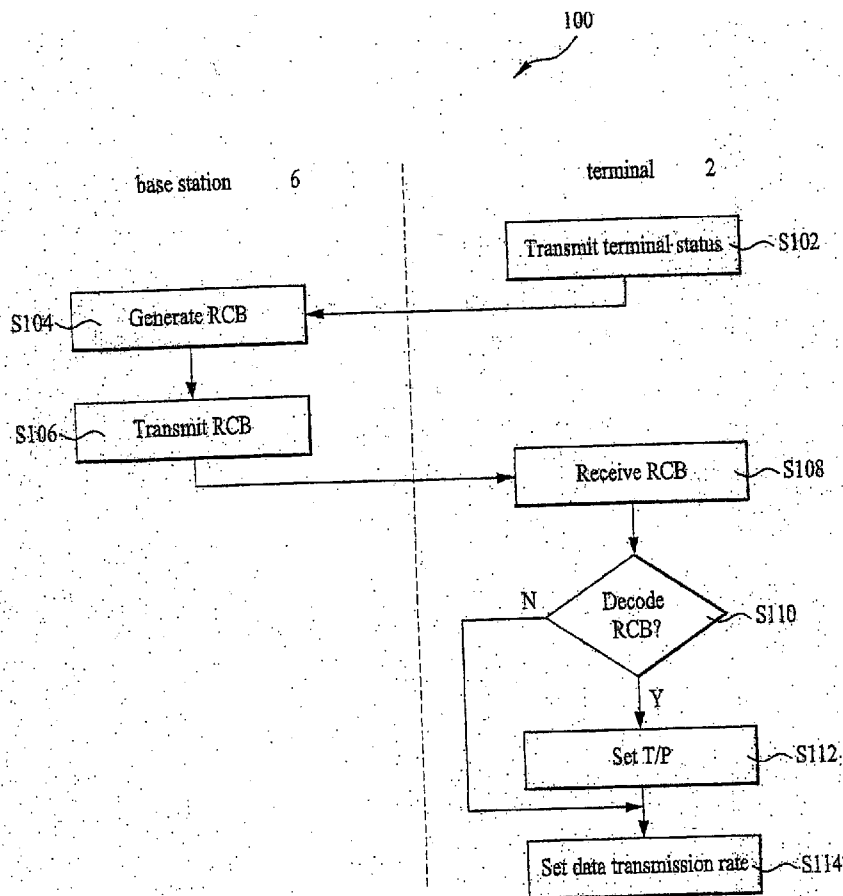 100
base station 6
terminal 2
Transmit terminal status
S102
S104
Generate RCB
S106
Transmit RCB
Receive RCB
S108
N
Decode
RCB?
S110
Y
Set T/P
S112
Set data transmission rate
S114